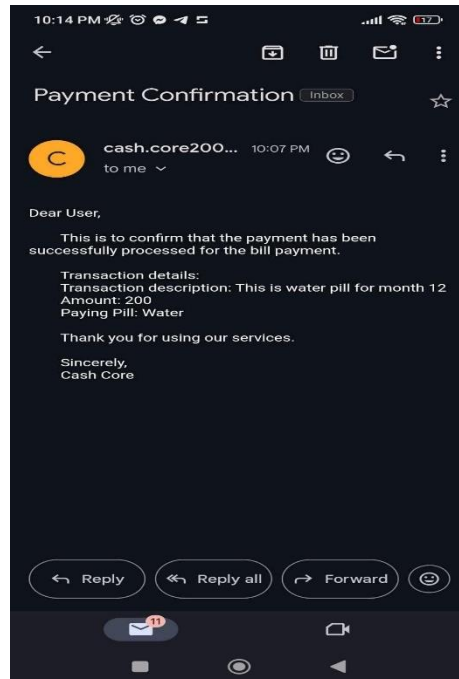 10:14 PM
17
Payment Confirmation Inbox
C
cash.core200... 10:07 PM
to me
Dear User,
This is to confirm that the payment has been
successfully processed for the bill payment.
Transaction details:
Transaction description: This is water pill for month 12
Amount: 200
Paying Pill: Water
Thank you for using our services.
Sincerely,
Cash Core
Reply Reply all Forward
11